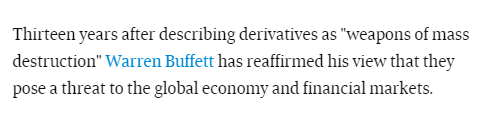 Thirteen years after describing derivatives as "weapons of mass
destruction" Warren Buffett has reaffirmed his view that they
pose a threat to the global economy and financial markets.